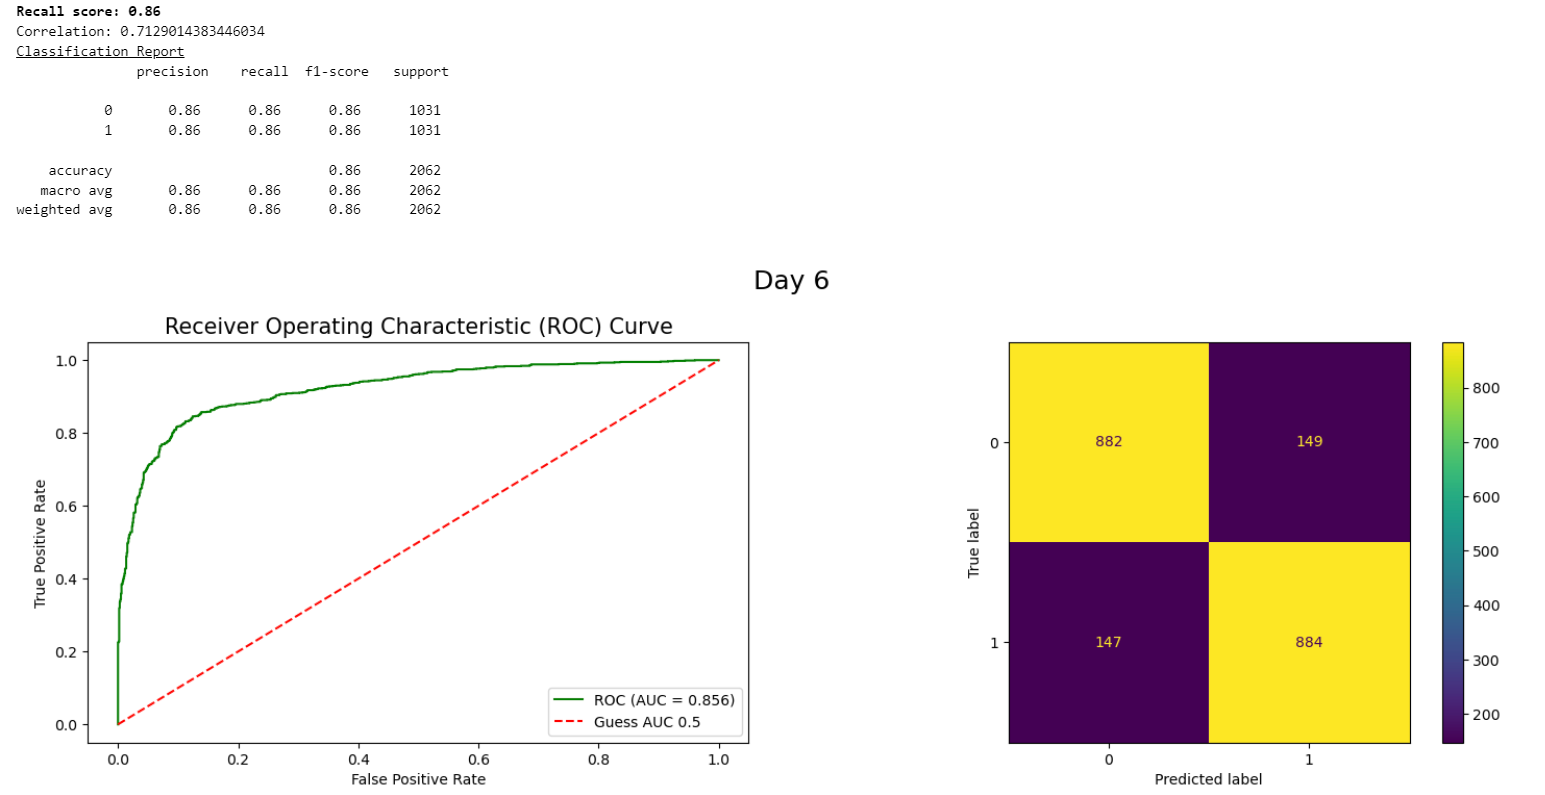 Recall score: 0.86
Correlation: 0.7129014383446034
Classification Report
precision recall f1-score support
0 0.86 0.86 0.86 1031
1 0.86 0.86 0.86 1031
accuracy 0.86 2062
macro avg 0.86 0.86 0.86 2062
weighted avg 0.86 0.86 0.86 2062
Day 6
Receiver Operating Characteristic (ROC) Curve
1.0
0.8
0.6
0.4
0.2
0.0
True Positive Rate
ROC (AUC = 0.856)
Guess AUC 0.5
0.0 0.2 0.4 0.6 0.8 1.0
False Positive Rate
True label
0 882 149
1 147 884
0 1
Predicted label
800
700
600
500
400
300
200